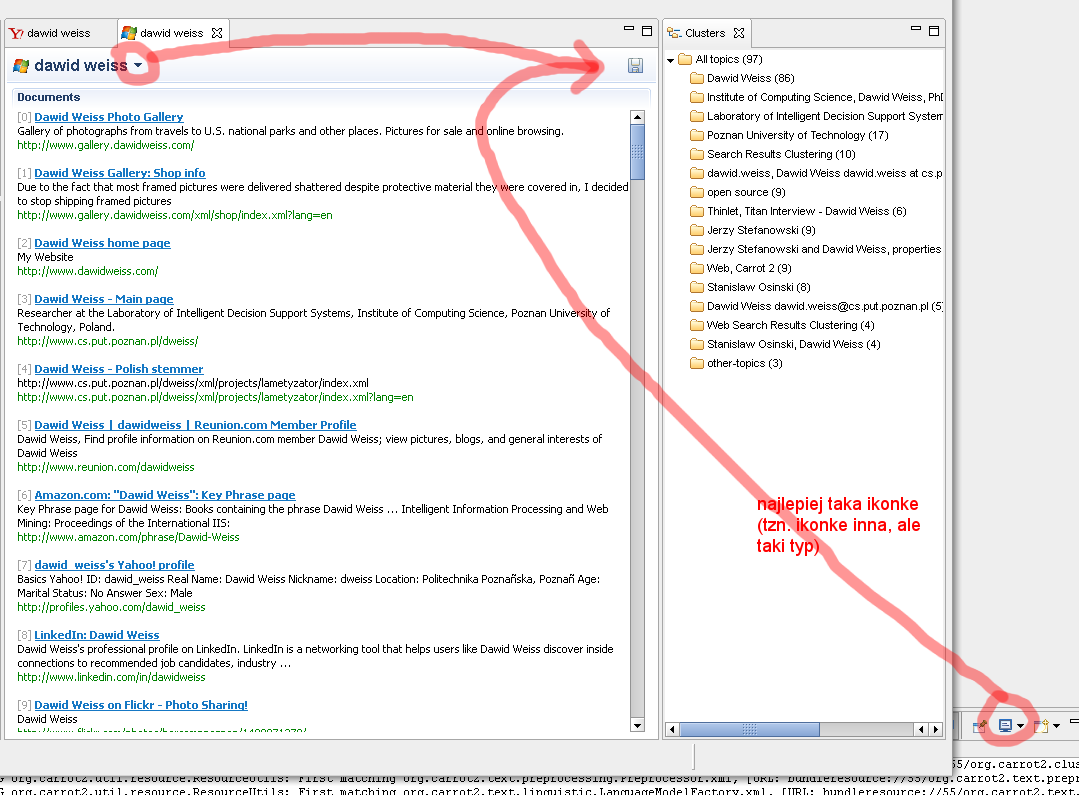 dawid weiss
dawid weiss
Clusters
dawid weiss
Documents
[0] Dawid Weiss Photo Gallery
Gallery of photographs from travels to U.S. national parks and other places. Pictures for sale and online browsing.
http://www.gallery.dawidweiss.com/
[1] Dawid Weiss Gallery: Shop info
Due to the fact that most framed pictures were delivered shattered despite protective material they were covered in, I decided
to stop shipping framed pictures
http://www.gallery.dawidweiss.com/xml/shop/index.xml?lang=en
[2] Dawid Weiss home page
My Website
http://www.dawidweiss.com/
[3] Dawid Weiss - Main page
Researcher at the Laboratory of Intelligent Decision Support Systems, Institute of Computing Science, Poznan University of
Technology, Poland.
http://www.cs.put.poznan.pl/dweiss/
[4] Dawid Weiss - Polish stemmer
http://www.cs.put.poznan.pl/dweiss/xml/projects/lametyzator/index.xml
http://www.cs.put.poznan.pl/dweiss/xml/projects/lametyzator/index.xml?lang=en
[5] Dawid Weiss | dawidweiss | Reunion.com Member Profile
Dawid Weiss, Find profile information on Reunion.com member Dawid Weiss; view pictures, blogs, and general interests of
Dawid Weiss
http://www.reunion.com/dawidweiss
[6] Amazon.com: "Dawid Weiss": Key Phrase page
Key Phrase page for Dawid Weiss: Books containing the phrase Dawid Weiss ... Intelligent Information Processing and Web
Mining: Proceedings of the International IIS:
http://www.amazon.com/phrase/Dawid-Weiss
[7] dawid_weiss's Yahoo! profile
Basics Yahoo! ID: dawid_weiss Real Name: Dawid Weiss Nickname: dweiss Location: Politechnika Poznañska, Poznañ Age:
Marital Status: No Answer Sex: Male
http://profiles.yahoo.com/dawid_weiss
[8] LinkedIn: Dawid Weiss
Dawid Weiss's professional profile on LinkedIn. LinkedIn is a networking tool that helps users like Dawid Weiss discover inside
connections to recommended job candidates, industry ...
http://www.linkedin.com/in/dawidweiss
[9] Dawid Weiss on Flickr - Photo Sharing!
Dawid Weiss
All topics (97)
Dawid Weiss (86)
Institute of Computing Science, Dawid Weiss, PhD
Laboratory of Intelligent Decision Support System
Poznan University of Technology (17)
Search Results Clustering (10)
dawid.weiss, Dawid Weiss dawid.weiss at cs.p
open source (9)
Thinlet, Titan Interview - Dawid Weiss (6)
Jerzy Stefanowski (9)
Jerzy Stefanowski and Dawid Weiss, properties
Web, Carrot 2 (9)
Stanislaw Osinski (8)
Dawid Weiss dawid.weiss@cs.put.poznan.pl (5)
Web Search Results Clustering (4)
Stanislaw Osinski, Dawid Weiss (4)
other-topics (3)
najlepiej taka ikonke
(tzn. ikonke inna, ale
taki typ)
55/org.carrot2.clus
G org.carrot2.util.resource.ResourceUtils: First matching org.carrot2.text.preprocessing.Preprocessor.xml, [URL: bundleresource://55/org.carrot2.text.prepr
G org.carrot2.util.resource.ResourceUtils: First matching org.carrot2.text.linguistic.LanguageModelFactory.xml, [URL: bundleresource://55/org.carrot2.text.